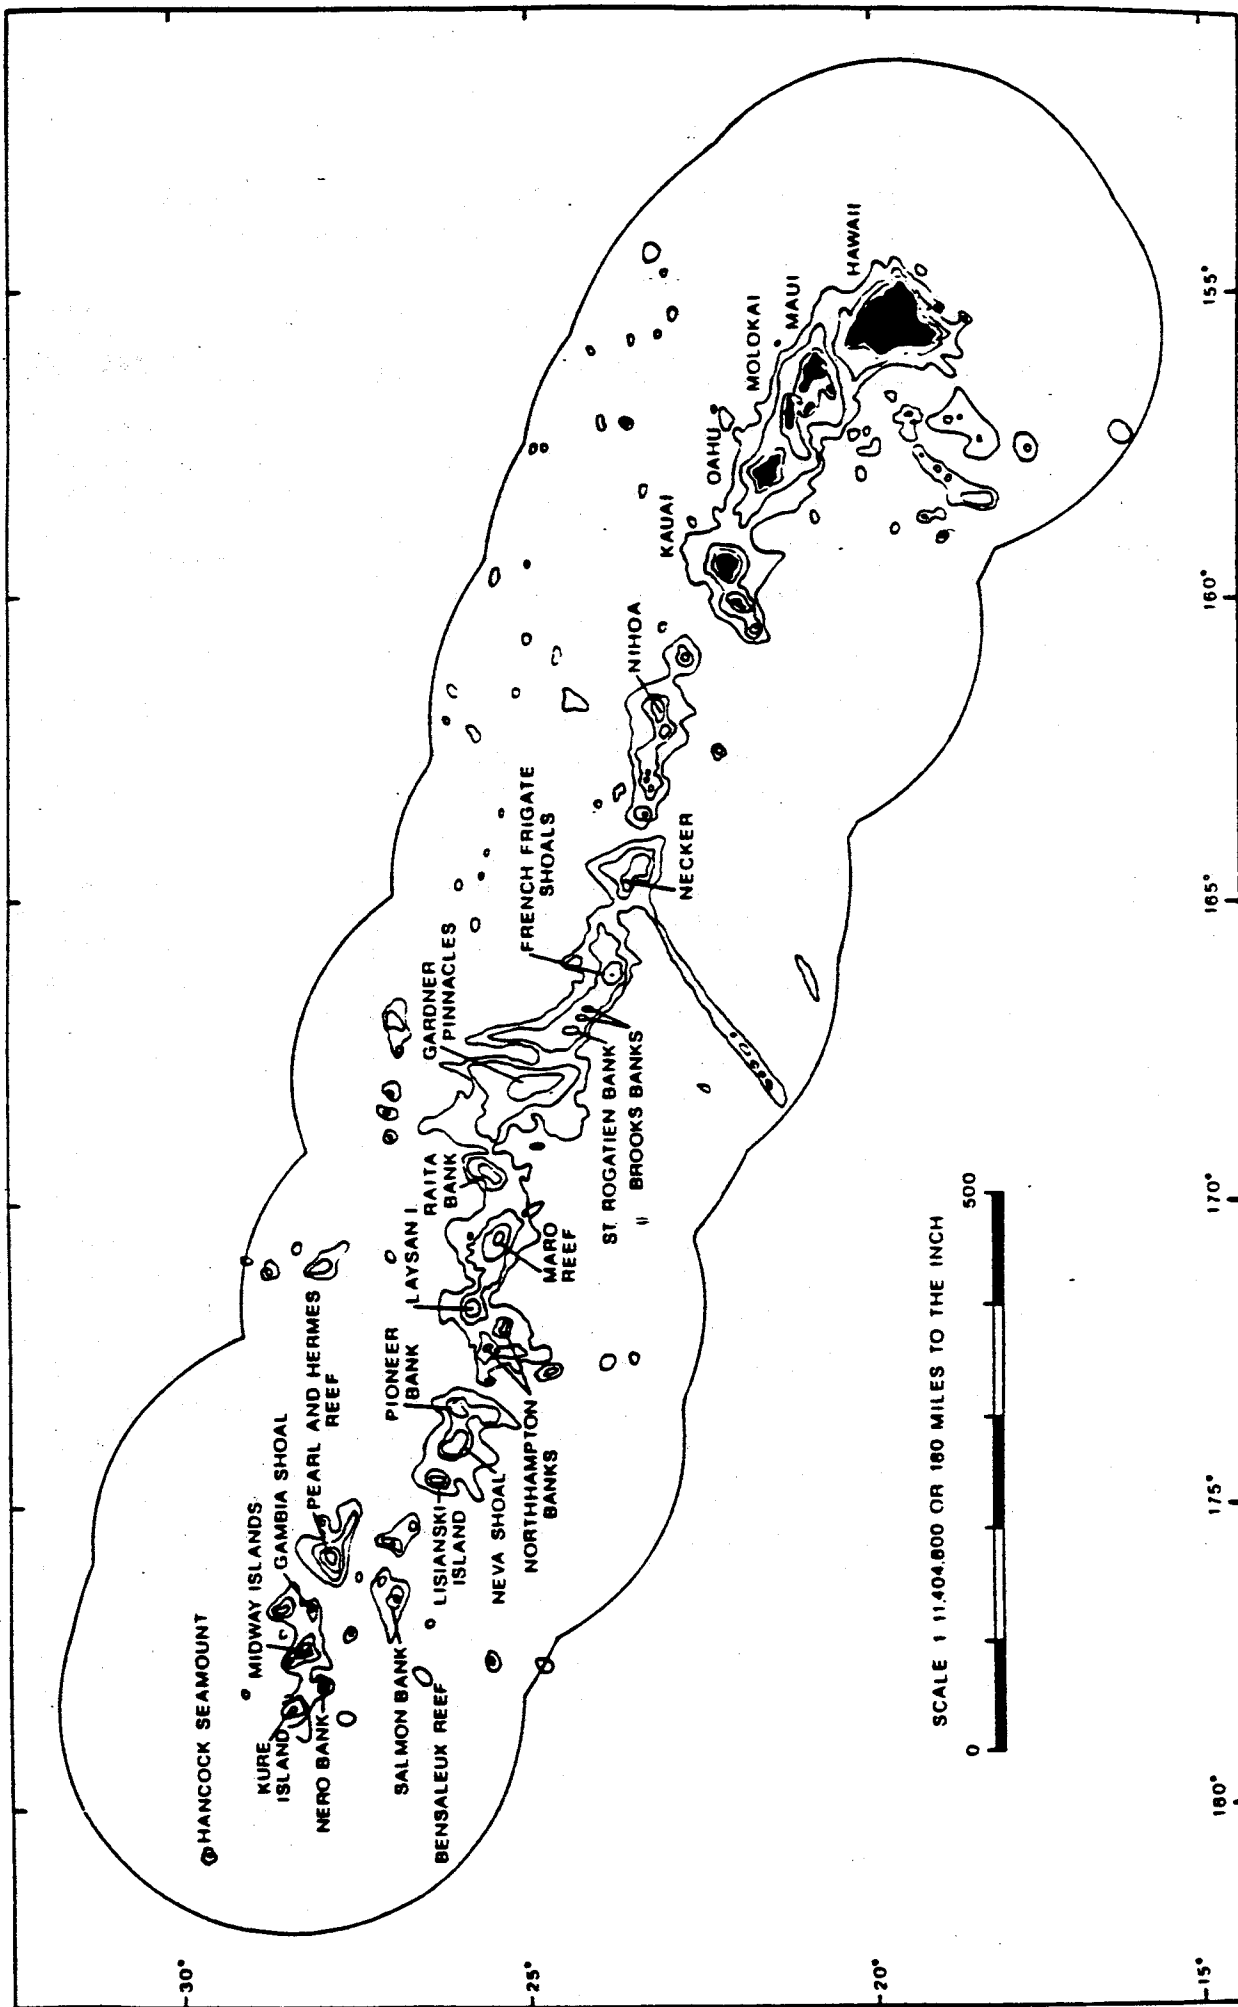 HANCOCK SEAMOUNT
MIDWAY ISLANDS
GAMBIA SHOAL
PEARL AND HERMES
REEF
KURE
ISLAND
NERO BANK
SALMON BANK
BENSALEUX REEF
LISIANSKI
ISLAND
NEVA SHOAL
NORTHHAMPTON
BANKS
PIONEER
BANK
LAYSAN I.
RAITA
BANK
MARO
REEF
GARDNER
PINNACLES
ST. ROGATIEN BANK
BROOKS BANKS
FRENCH FRIGATE
SHOALS
NECKER
NIHOA
KAUAI
OAHU
MOLOKAI
MAUI
HAWAII
30°
25°
20°
15°
180°
175°
170°
165°
160°
155°
SCALE 1 11,404,800 OR 180 MILES TO THE INCH
0
500